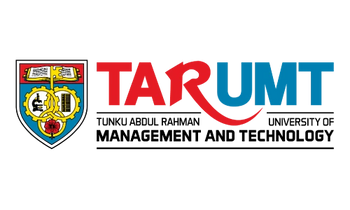 TARUMT
TUNKU ABDUL RAHMAN UNIVERSITY OF
MANAGEMENT AND TECHNOLOGY